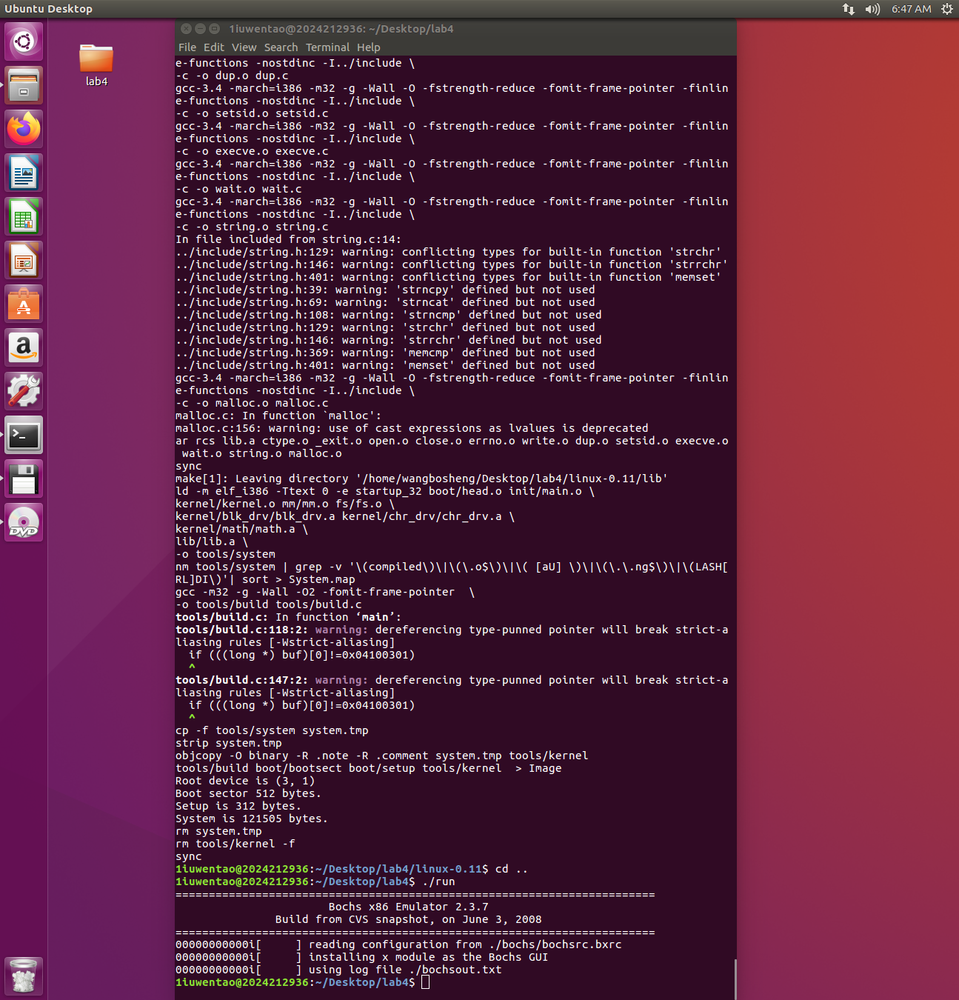 Ubuntu Desktop
6:47 AM
lab4
1iuwentao@2024212936: ~/Desktop/lab4
File Edit View Search Terminal Help
e-functions -nostdinc -I../include \
-c -o dup.o dup.c
gcc-3.4 -march=i386 -m32 -g -Wall -O -fstrength-reduce -fomit-frame-pointer -finlin
e-functions -nostdinc -I../include \
-c -o setsid.o setsid.c
gcc-3.4 -march=i386 -m32 -g -Wall -O -fstrength-reduce -fomit-frame-pointer -finlin
e-functions -nostdinc -I../include \
-c -o execve.o execve.c
gcc-3.4 -march=i386 -m32 -g -Wall -O -fstrength-reduce -fomit-frame-pointer -finlin
e-functions -nostdinc -I../include \
-c -o wait.o wait.c
gcc-3.4 -march=i386 -m32 -g -Wall -O -fstrength-reduce -fomit-frame-pointer -finlin
e-functions -nostdinc -I../include \
-c -o string.o string.c
In file included from string.c:14:
../include/string.h:129: warning: conflicting types for built-in function 'strchr'
../include/string.h:146: warning: conflicting types for built-in function 'strrchr'
../include/string.h:401: warning: conflicting types for built-in function 'memset'
../include/string.h:39: warning: 'strncpy' defined but not used
../include/string.h:69: warning: 'strncat' defined but not used
../include/string.h:108: warning: 'strncmp' defined but not used
../include/string.h:129: warning: 'strchr' defined but not used
../include/string.h:146: warning: 'strrchr' defined but not used
../include/string.h:369: warning: 'memcmp' defined but not used
../include/string.h:401: warning: 'memset' defined but not used
gcc-3.4 -march=i386 -m32 -g -Wall -O -fstrength-reduce -fomit-frame-pointer -finlin
e-functions -nostdinc -I../include \
-c -o malloc.o malloc.c
malloc.c: In function `malloc':
malloc.c:156: warning: use of cast expressions as lvalues is deprecated
ar rcs lib.a ctype.o _exit.o open.o close.o errno.o write.o dup.o setsid.o execve.o
 wait.o string.o malloc.o
sync
make[1]: Leaving directory '/home/wangbosheng/Desktop/lab4/linux-0.11/lib'
ld -m elf_i386 -Ttext 0 -e startup_32 boot/head.o init/main.o \
kernel/kernel.o mm/mm.o fs/fs.o \
kernel/blk_drv/blk_drv.a kernel/chr_drv/chr_drv.a \
kernel/math/math.a \
lib/lib.a \
-o tools/system
nm tools/system | grep -v '\(compiled\)\|\(\.o$\)\|\( [aU] \)\|\(\.\.ng$\)\|\(LASH[
RL]DI\)'| sort > System.map
gcc -m32 -g -Wall -O2 -fomit-frame-pointer  \
-o tools/build tools/build.c
tools/build.c: In function ‘main’:
tools/build.c:118:2: warning: dereferencing type-punned pointer will break strict-a
liasing rules [-Wstrict-aliasing]
  if (((long *) buf)[0]!=0x04100301)
  ^
tools/build.c:147:2: warning: dereferencing type-punned pointer will break strict-a
liasing rules [-Wstrict-aliasing]
  if (((long *) buf)[0]!=0x04100301)
  ^
cp -f tools/system system.tmp
strip system.tmp
objcopy -O binary -R .note -R .comment system.tmp tools/kernel
tools/build boot/bootsect boot/setup tools/kernel  > Image
Root device is (3, 1)
Boot sector 512 bytes.
Setup is 312 bytes.
System is 121505 bytes.
rm system.tmp
rm tools/kernel -f
sync
1iuwentao@2024212936:~/Desktop/lab4/linux-0.11$ cd ..
1iuwentao@2024212936:~/Desktop/lab4$ ./run
========================================================================
Bochs x86 Emulator 2.3.7
Build from CVS snapshot, on June 3, 2008
========================================================================
00000000000i[     ] reading configuration from ./bochs/bochsrc.bxrc
00000000000i[     ] installing x module as the Bochs GUI
00000000000i[     ] using log file ./bochsout.txt
1iuwentao@2024212936:~/Desktop/lab4$